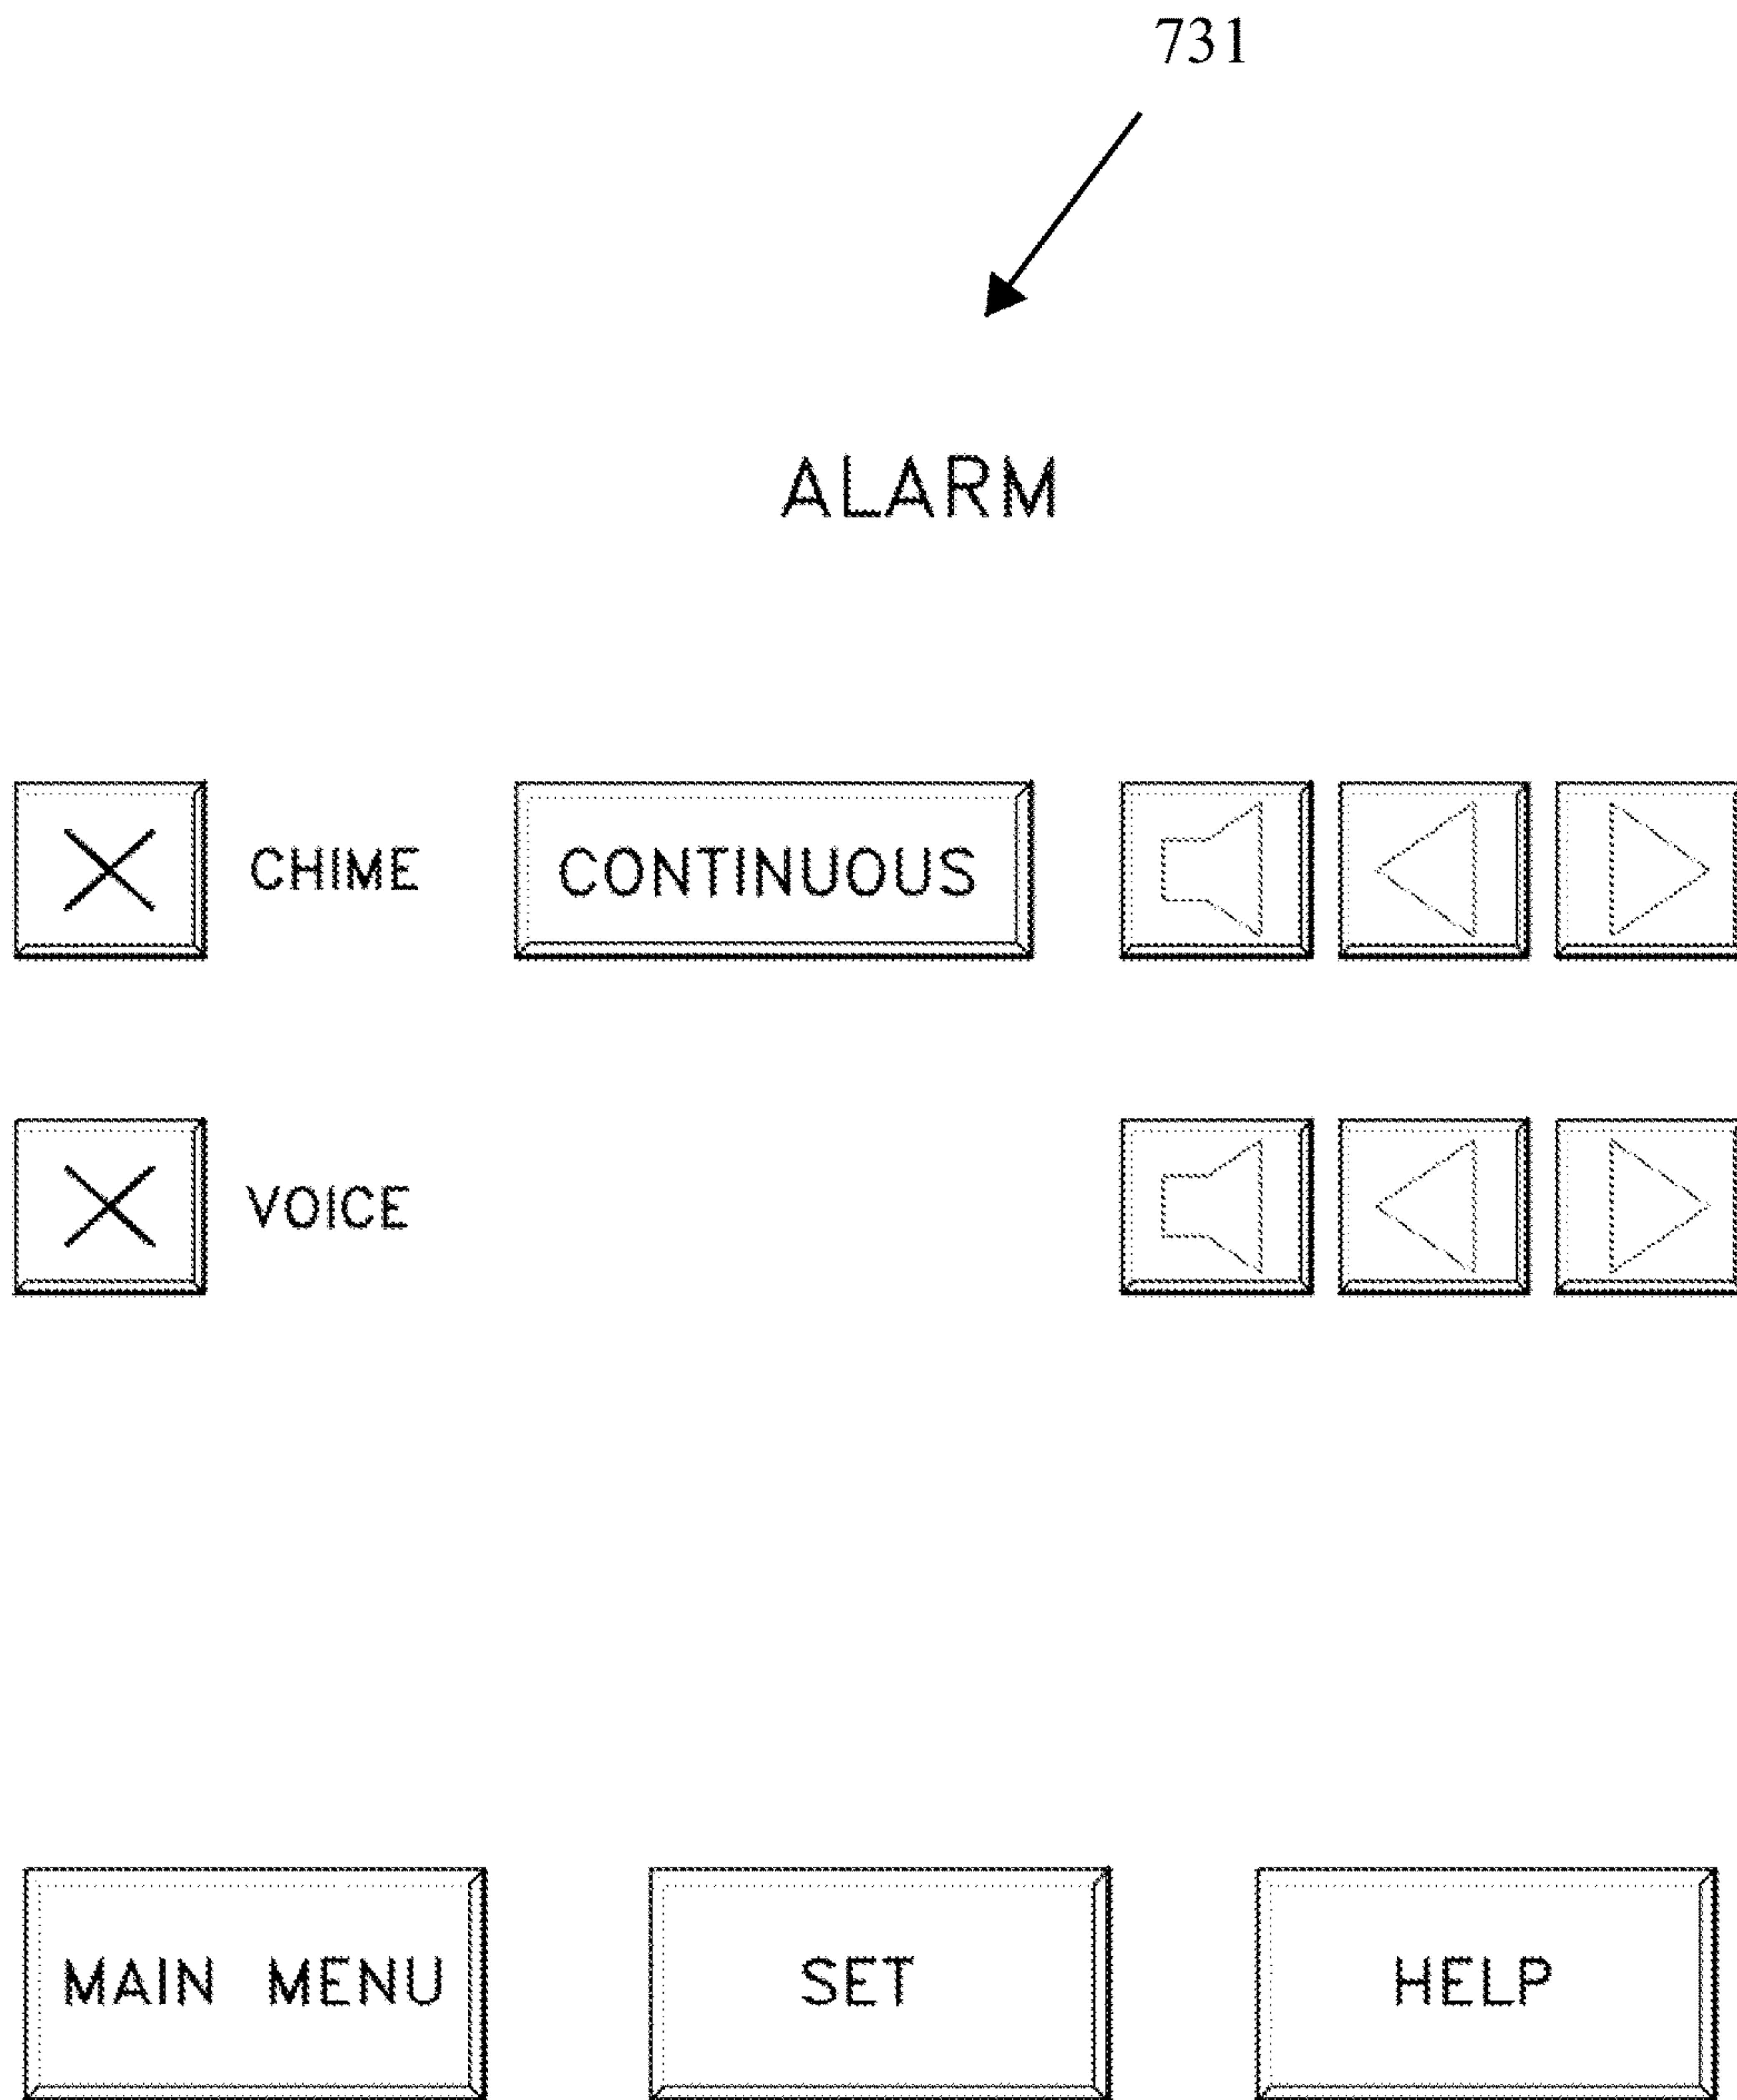 731
ALARM
CHIME CONTINUOUS
VOICE
MAIN MENU SET HELP